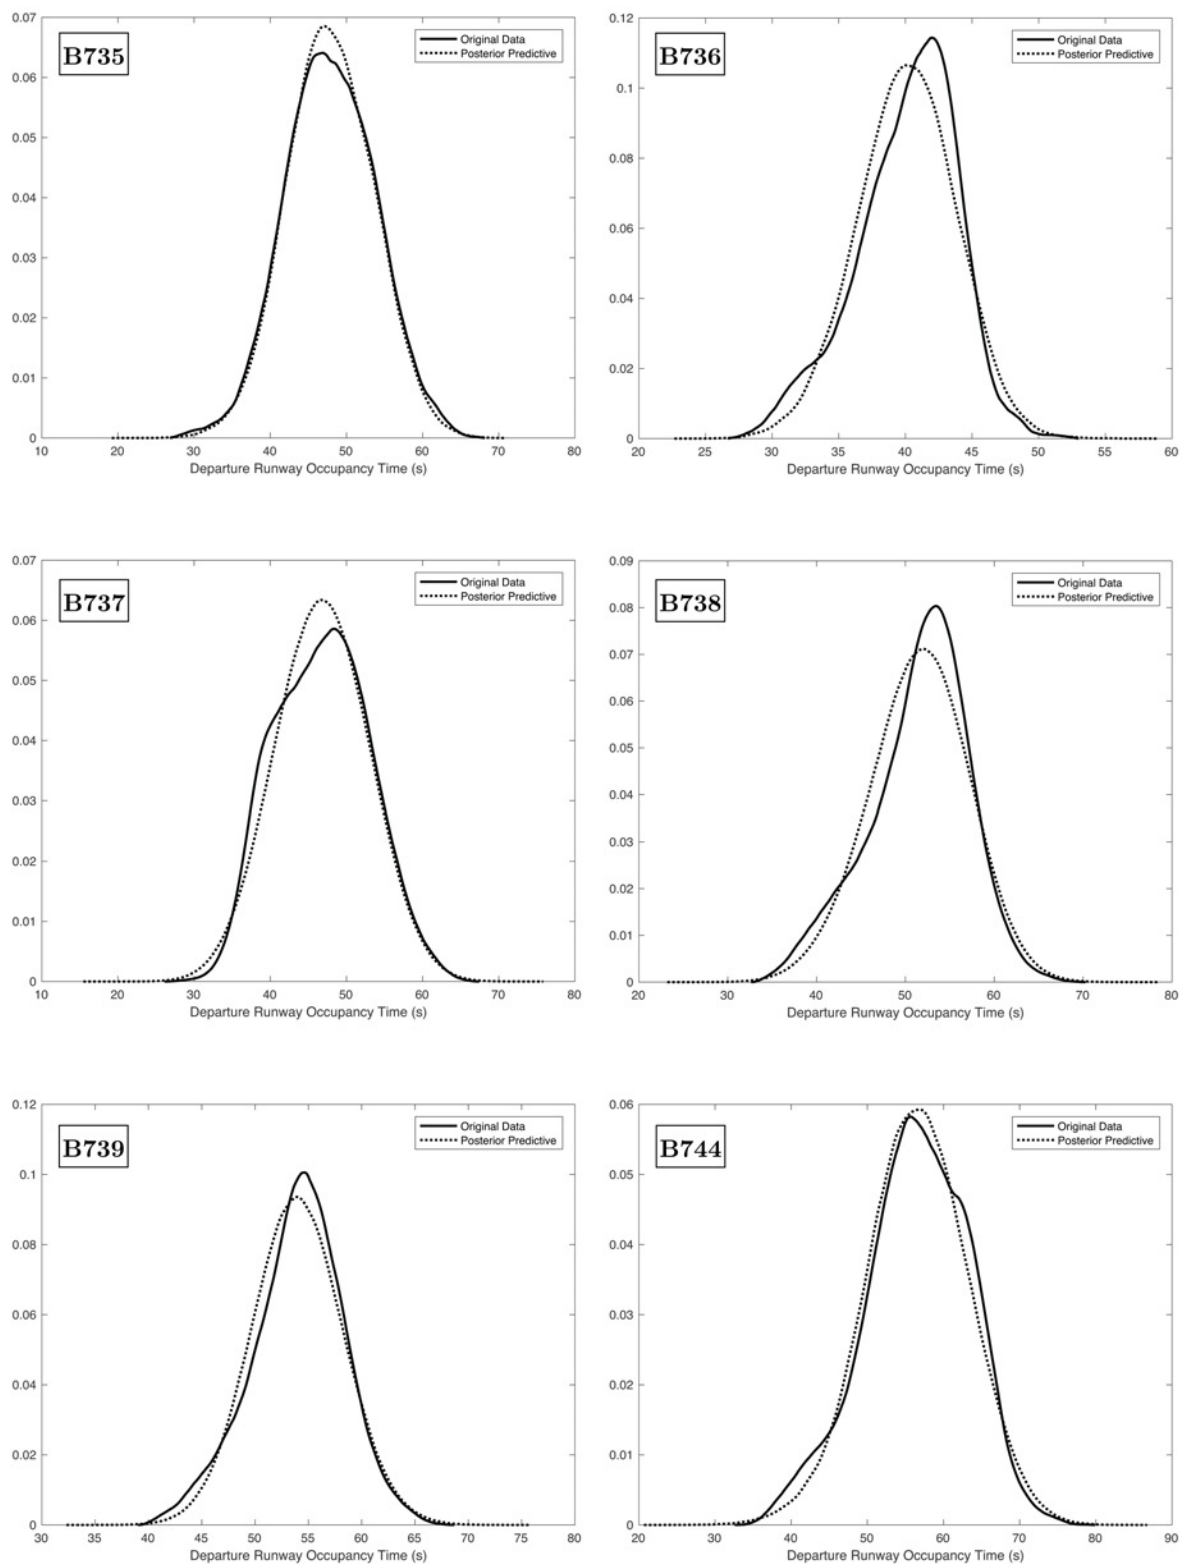 0.07
B735
Original Data
Posterior Predictive
0.06
0.05
0.04
0.03
0.02
0.01
0
10 20 30 40 50 60 70 80
Departure Runway Occupancy Time (s)
0.12
B736
Original Data
Posterior Predictive
0.1
0.08
0.06
0.04
0.02
0
20 25 30 35 40 45 50 55 60
Departure Runway Occupancy Time (s)
0.07
B737
Original Data
Posterior Predictive
0.06
0.05
0.04
0.03
0.02
0.01
0
10 20 30 40 50 60 70 80
Departure Runway Occupancy Time (s)
0.09
B738
Original Data
Posterior Predictive
0.08
0.07
0.06
0.05
0.04
0.03
0.02
0.01
0
20 30 40 50 60 70 80
Departure Runway Occupancy Time (s)
0.12
B739
Original Data
Posterior Predictive
0.1
0.08
0.06
0.04
0.02
0
30 35 40 45 50 55 60 65 70 75 80
Departure Runway Occupancy Time (s)
0.06
B744
Original Data
Posterior Predictive
0.05
0.04
0.03
0.02
0.01
0
20 30 40 50 60 70 80 90
Departure Runway Occupancy Time (s)